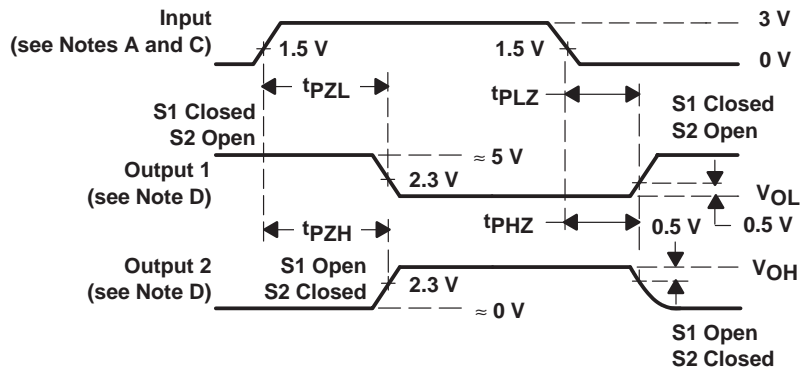 Input
(see Notes A and C)
3 V
1.5 V
1.5 V
0 V
tPZL
tPLZ
S1 Closed
S2 Open
S1 Closed
S2 Open
≈ 5 V
Output 1
(see Note D)
2.3 V
VOL
0.5 V
tPZH
tPHZ
0.5 V
Output 2
(see Note D)
S1 Open
S2 Closed
2.3 V
VOH
≈ 0 V
S1 Open
S2 Closed